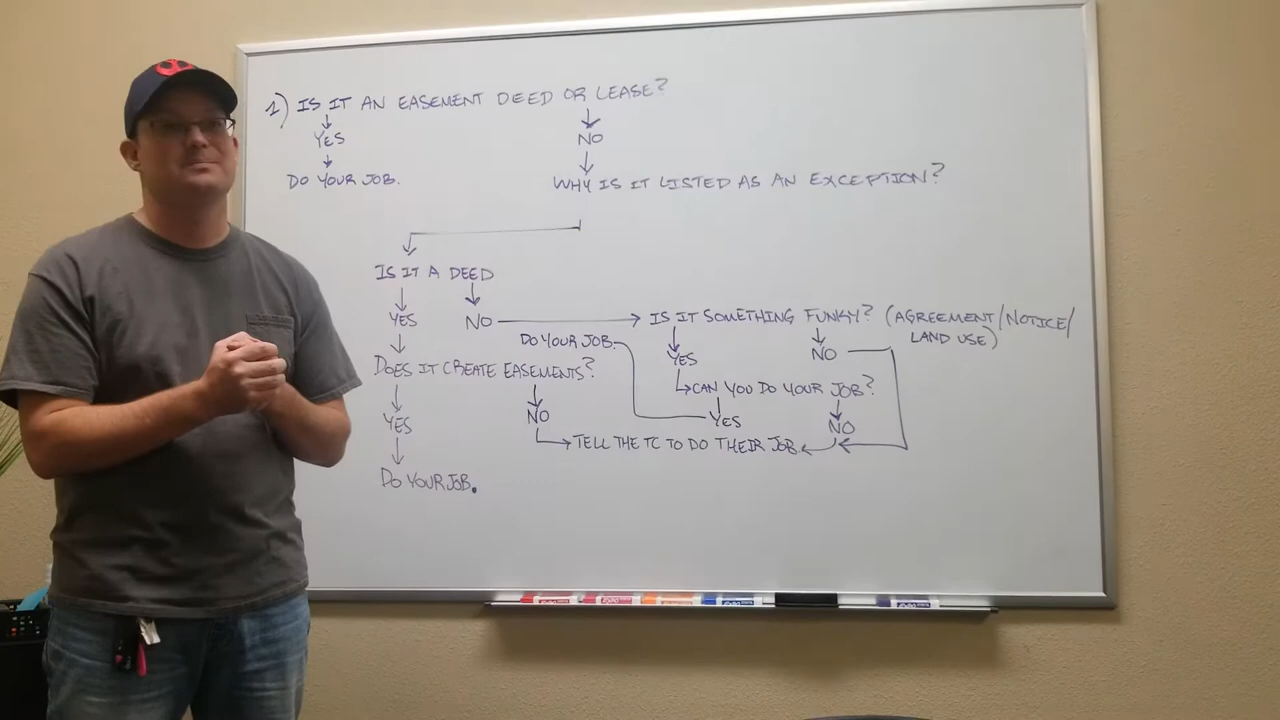 1) IS IT AN EASEMENT DEED OR LEASE?
YES
NO
DO YOUR JOB.
WHY IS IT LISTED AS AN EXCEPTION?
IS IT A DEED
YES
NO
IS IT SOMETHING FUNKY? (AGREEMENT/NOTICE/
LAND USE)
DO YOUR JOB.
YES
NO
DOES IT CREATE EASEMENTS?
CAN YOU DO YOUR JOB?
YES
NO
YES
NO
TELL THE TC TO DO THEIR JOB.
DO YOUR JOB.